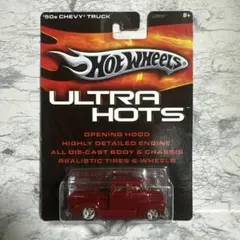 '50s CHEVY® TRUCK
8+
Hot Wheels
ULTRA
HOTS
OPENING HOOD
HIGHLY DETAILED ENGINE
ALL DIE-CAST BODY & CHASSIS
REALISTIC TIRES & WHEELS